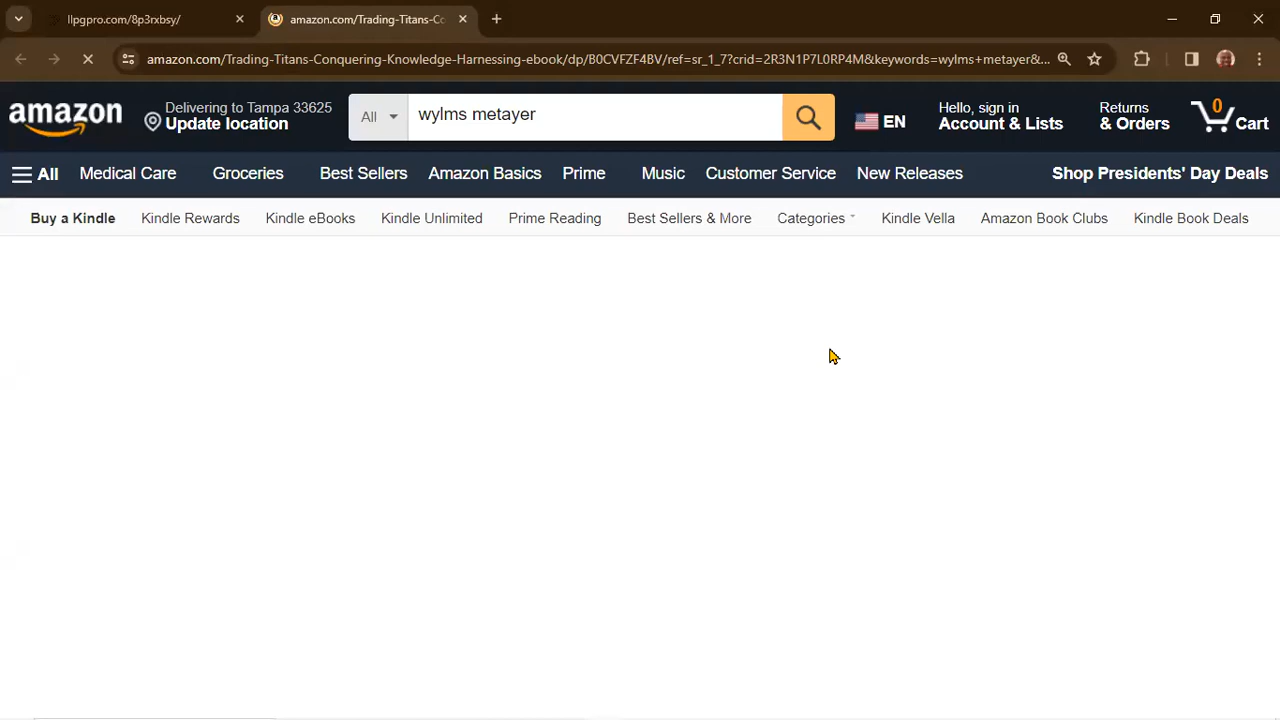 llpgpro.com/8p3rxbsy/
amazon.com/Trading-Titans-Co
amazon.com/Trading-Titans-Conquering-Knowledge-Harnessing-ebook/dp/B0CVFZF4BV/ref=sr_1_7?crid=2R3N1P7L0RP4M&keywords=wylms+metayer&...
amazon
Delivering to Tampa 33625
Update location
All
wylms metayer
EN
Hello, sign in
Account & Lists
Returns
& Orders
0
Cart
All Medical Care Groceries Best Sellers Amazon Basics Prime Music Customer Service New Releases Shop Presidents' Day Deals
Buy a Kindle Kindle Rewards Kindle eBooks Kindle Unlimited Prime Reading Best Sellers & More Categories Kindle Vella Amazon Book Clubs Kindle Book Deals